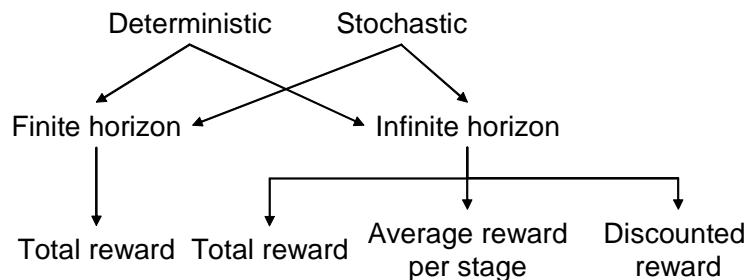 Deterministic Stochastic
Finite horizon Infinite horizon
Total reward Total reward Average reward Discounted
per stage reward